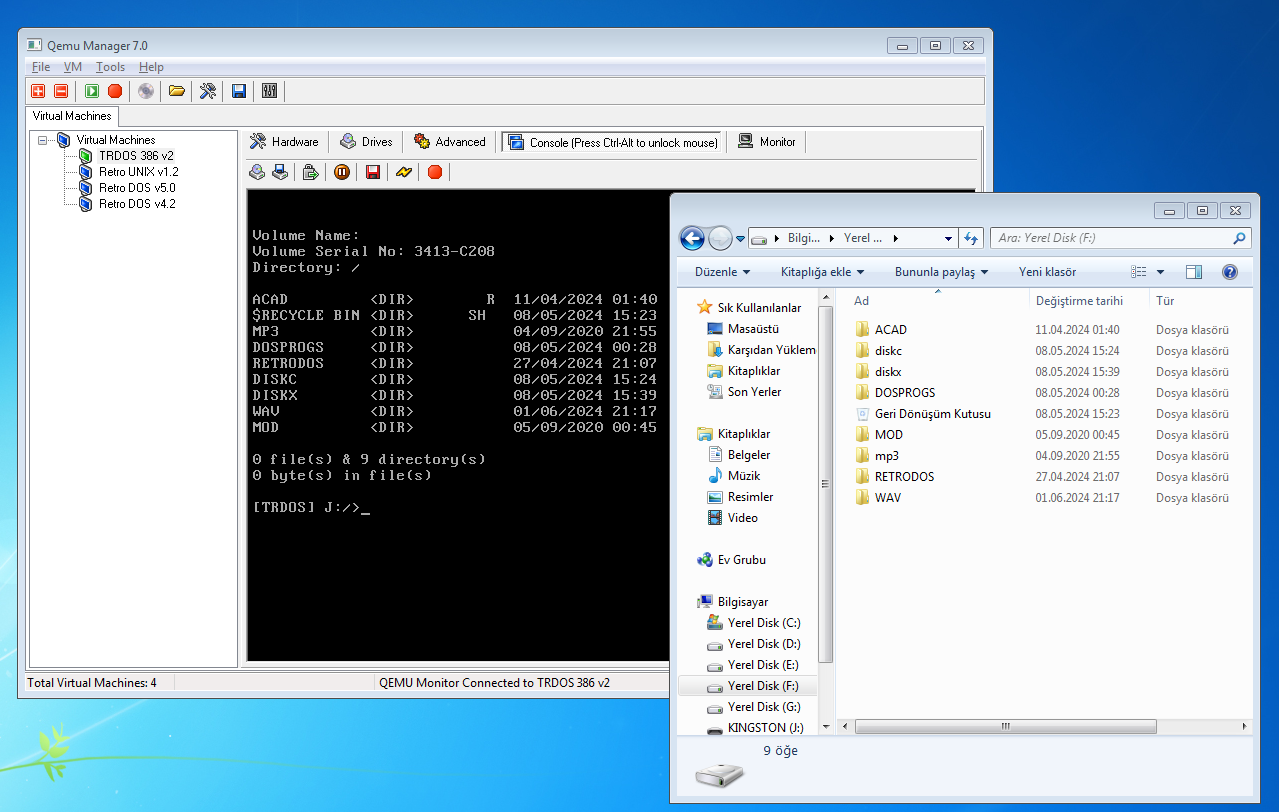 Qemu Manager 7.0
File VM Tools Help
Virtual Machines
Virtual Machines
TRDOS 386 v2
Retro UNIX v1.2
Retro DOS v5.0
Retro DOS v4.2
Hardware Drives Advanced Console (Press Ctrl-Alt to unlock mouse) Monitor
Volume Name:
Volume Serial No: 3413-C208
Directory: /
ACAD <DIR> R 11/04/2024 01:40
$RECYCLE BIN <DIR> SH 08/05/2024 15:23
MP3 <DIR> 04/09/2020 21:55
DOSPROGS <DIR> 08/05/2024 00:28
RETRODOS <DIR> 27/04/2024 21:07
DISKC <DIR> 08/05/2024 15:24
DISKX <DIR> 08/05/2024 15:39
WAV <DIR> 01/06/2024 21:17
MOD <DIR> 05/09/2020 00:45
0 file(s) & 9 directory(s)
0 byte(s) in file(s)
[TRDOS] J:/>_
Total Virtual Machines: 4 QEMU Monitor Connected to TRDOS 386 v2
Bilgi... Yerel ... Ara: Yerel Disk (F:)
Düzenle Kitaplığa ekle Bununla paylaş Yeni klasör
Sık Kullanılanlar
Masaüstü
Karşıdan Yüklem
Kitaplıklar
Son Yerler
Kitaplıklar
Belgeler
Müzik
Resimler
Video
Ev Grubu
Bilgisayar
Yerel Disk (C:)
Yerel Disk (D:)
Yerel Disk (E:)
Yerel Disk (F:)
Yerel Disk (G:)
KINGSTON (J:)
Ad Değiştirme tarihi Tür
ACAD 11.04.2024 01:40 Dosya klasörü
diskc 08.05.2024 15:24 Dosya klasörü
diskx 08.05.2024 15:39 Dosya klasörü
DOSPROGS 08.05.2024 00:28 Dosya klasörü
Geri Dönüşüm Kutusu 08.05.2024 15:23 Dosya klasörü
MOD 05.09.2020 00:45 Dosya klasörü
mp3 04.09.2020 21:55 Dosya klasörü
RETRODOS 27.04.2024 21:07 Dosya klasörü
WAV 01.06.2024 21:17 Dosya klasörü
9 öğe